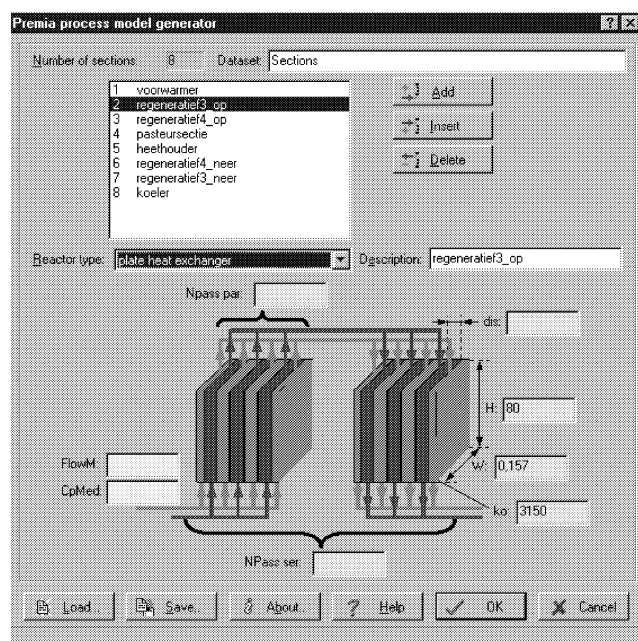 Premia process model generator
Number of sections 8 Dataset: Sections
1 voorwarmer
2 regeneratief3_op
3 regeneratief4_op
4 pasteursectie
5 heethouder
6 regeneratief4_neer
7 regeneratief3_neer
8 koeler
Add
Insert
Delete
Reactor type: plate heat exchanger Description: regeneratief3_op
Npass par:
dis:
H: 80
FlowM:
W: 0,157
CpMed:
ko: 3150
NPass ser:
Load.. Save.. About.. Help OK Cancel